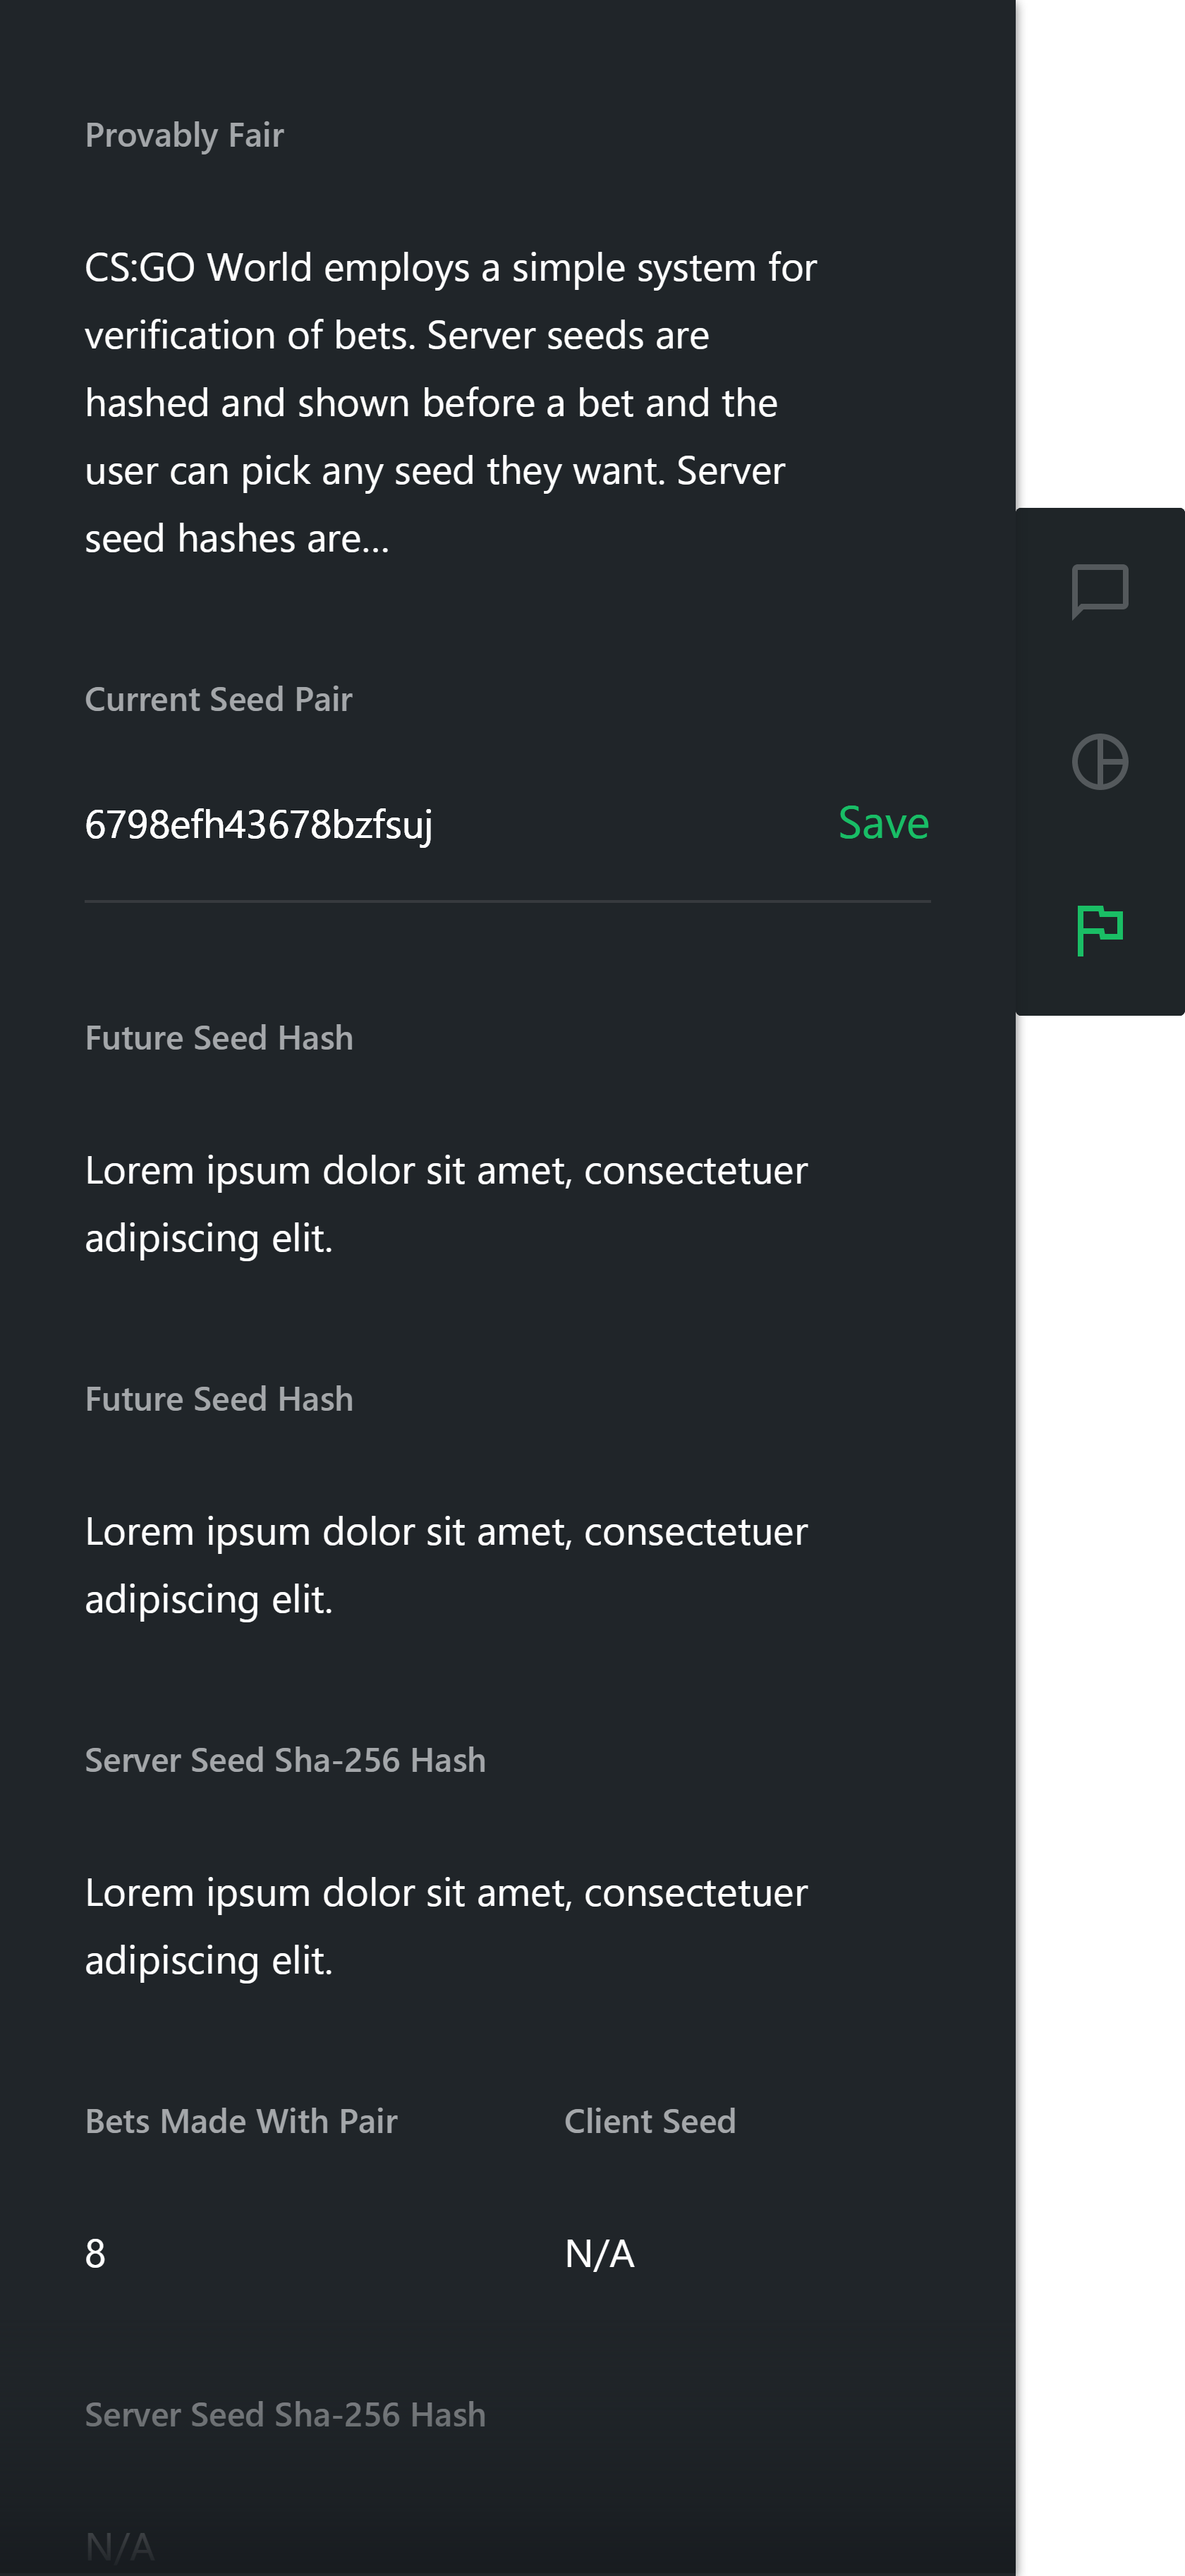 Provably Fair
CS:GO World employs a simple system for
verification of bets. Server seeds are
hashed and shown before a bet and the
user can pick any seed they want. Server
seed hashes are...
Current Seed Pair
6798efh43678bzfsuj
Save
Future Seed Hash
Lorem ipsum dolor sit amet, consectetuer
adipiscing elit.
Future Seed Hash
Lorem ipsum dolor sit amet, consectetuer
adipiscing elit.
Server Seed Sha-256 Hash
Lorem ipsum dolor sit amet, consectetuer
adipiscing elit.
Bets Made With Pair
Client Seed
8
N/A
Server Seed Sha-256 Hash
N/A